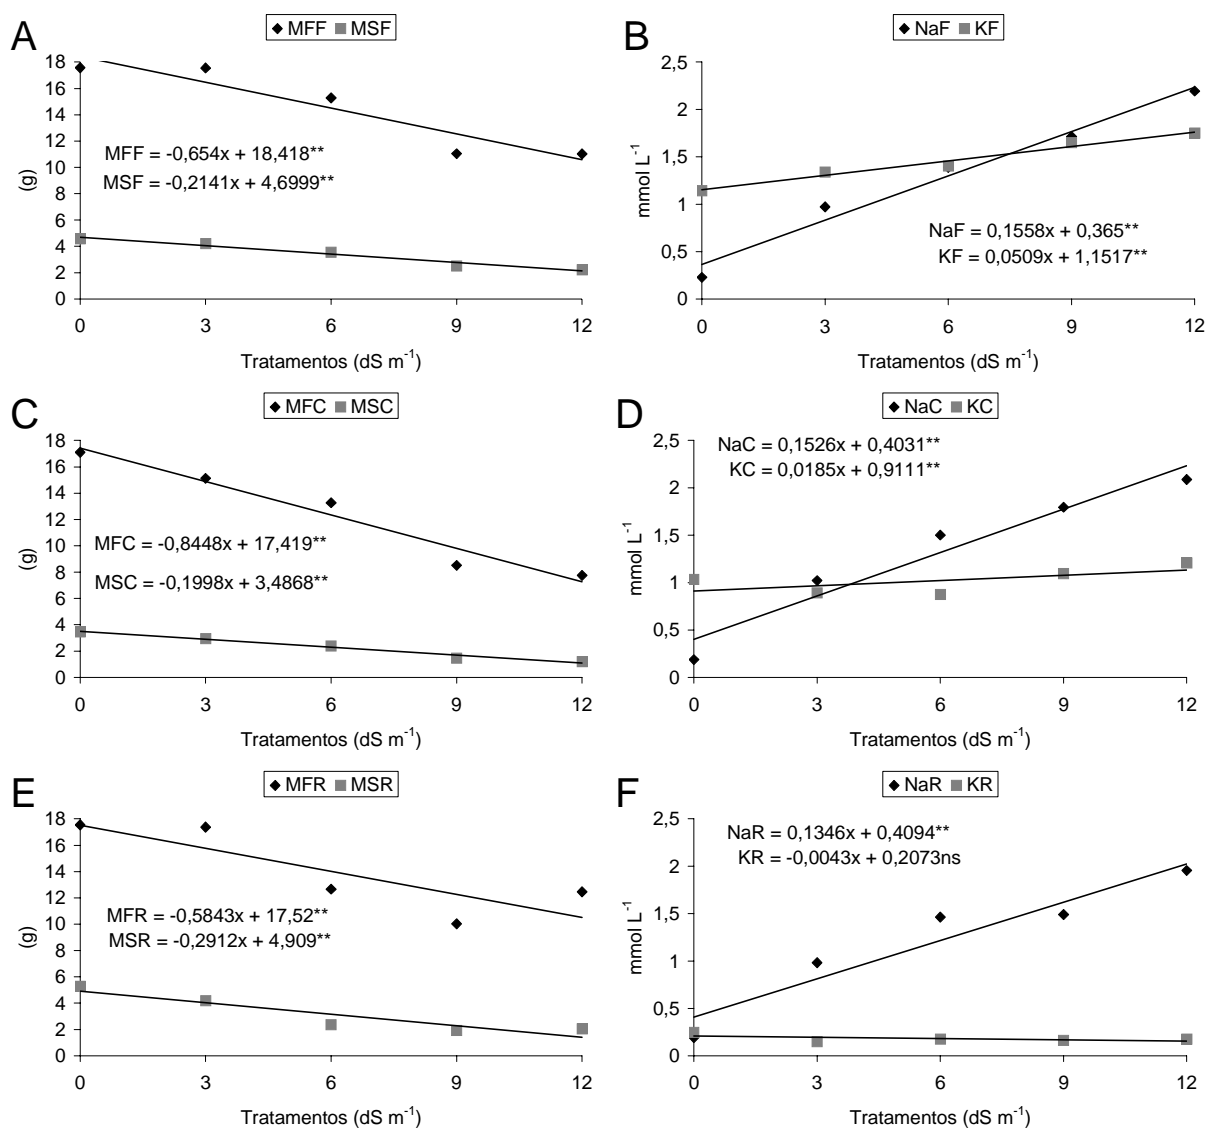 A
MFF MSF
18
16
14
12
10
8
6
4
2
0
(g)
MFF = -0,654x + 18,418**
MSF = -0,2141x + 4,6999**
0 3 6 9 12
Tratamentos (dS m⁻¹)
B
NaF KF
2,5
2
1,5
1
0,5
0
mmol L⁻¹
NaF = 0,1558x + 0,365**
KF = 0,0509x + 1,1517**
0 3 6 9 12
Tratamentos (dS m⁻¹)
C
MFC MSC
18
16
14
12
10
8
6
4
2
0
(g)
MFC = -0,8448x + 17,419**
MSC = -0,1998x + 3,4868**
0 3 6 9 12
Tratamentos (dS m⁻¹)
D
NaC KC
2,5
2
1,5
1
0,5
0
mmol L⁻¹
NaC = 0,1526x + 0,4031**
KC = 0,0185x + 0,9111**
0 3 6 9 12
Tratamentos (dS m⁻¹)
E
MFR MSR
18
16
14
12
10
8
6
4
2
0
(g)
MFR = -0,5843x + 17,52**
MSR = -0,2912x + 4,909**
0 3 6 9 12
Tratamentos (dS m⁻¹)
F
NaR KR
2,5
2
1,5
1
0,5
0
mmol L⁻¹
NaR = 0,1346x + 0,4094**
KR = -0,0043x + 0,2073ns
0 3 6 9 12
Tratamentos (dS m⁻¹)